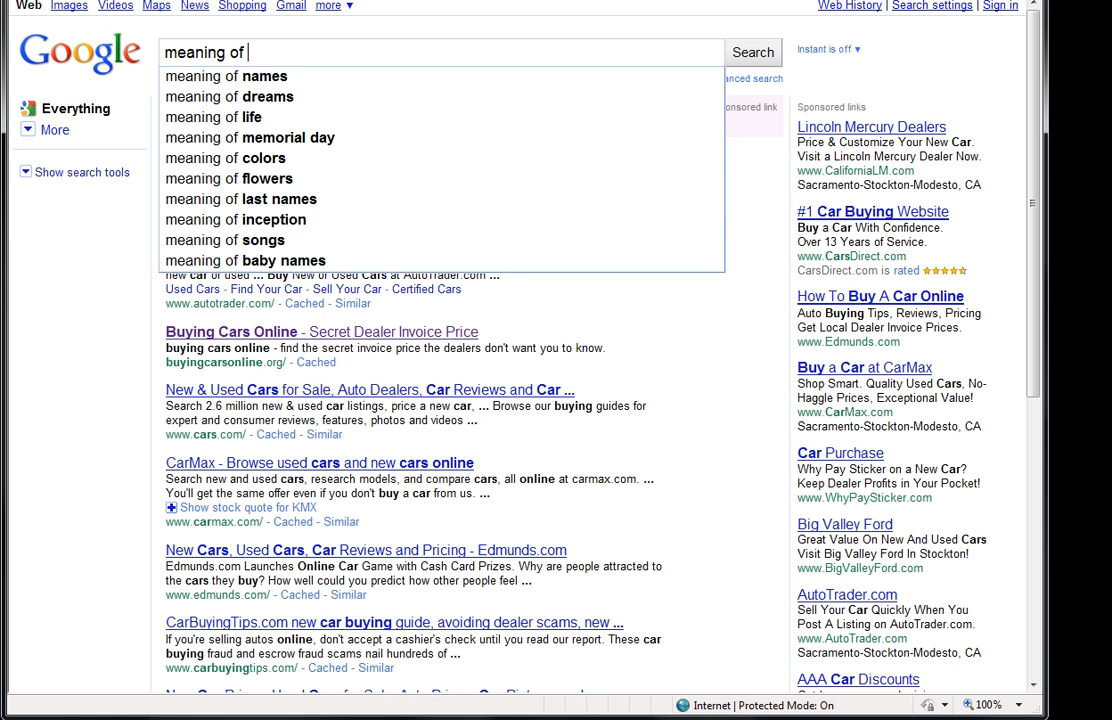 Web Images Videos Maps News Shopping Gmail more ▼
Web History | Search settings | Sign in
Google
meaning of
Search
Instant is off ▼
meaning of names
meaning of dreams
meaning of life
meaning of memorial day
meaning of colors
meaning of flowers
meaning of last names
meaning of inception
meaning of songs
meaning of baby names
anced search
onsored link
Everything
More
Show search tools
new car or used ... Buy New or Used Cars at AutoTrader.com ...
Used Cars - Find Your Car - Sell Your Car - Certified Cars
www.autotrader.com/ - Cached - Similar
Buying Cars Online - Secret Dealer Invoice Price
buying cars online - find the secret invoice price the dealers don't want you to know.
buyingcarsonline.org/ - Cached
New & Used Cars for Sale, Auto Dealers, Car Reviews and Car ...
Search 2.6 million new & used car listings, price a new car, ... Browse our buying guides for
expert and consumer reviews, features, photos and videos ...
www.cars.com/ - Cached - Similar
CarMax - Browse used cars and new cars online
Search new and used cars, research models, and compare cars, all online at carmax.com. ...
You'll get the same offer even if you don't buy a car from us. ...
Show stock quote for KMX
www.carmax.com/ - Cached - Similar
New Cars, Used Cars, Car Reviews and Pricing - Edmunds.com
Edmunds.com Launches Online Car Game with Cash Card Prizes. Why are people attracted to
the cars they buy? How well could you predict how other people feel ...
www.edmunds.com/ - Cached - Similar
CarBuyingTips.com new car buying guide, avoiding dealer scams, new ...
If you're selling autos online, don't accept a cashier's check until you read our report. These car
buying fraud and escrow fraud scams nail hundreds of ...
www.carbuyingtips.com/ - Cached - Similar
Sponsored links
Lincoln Mercury Dealers
Price & Customize Your New Car.
Visit a Lincoln Mercury Dealer Now.
www.CaliforniaLM.com
Sacramento-Stockton-Modesto, CA
#1 Car Buying Website
Buy a Car With Confidence.
Over 13 Years of Service.
www.CarsDirect.com
CarsDirect.com is rated
How To Buy A Car Online
Auto Buying Tips, Reviews, Pricing
Get Local Dealer Invoice Prices.
www.Edmunds.com
Buy a Car at CarMax
Shop Smart. Quality Used Cars, No-
Haggle Prices, Exceptional Value!
www.CarMax.com
Sacramento-Stockton-Modesto, CA
Car Purchase
Why Pay Sticker on a New Car?
Keep Dealer Profits in Your Pocket!
www.WhyPaySticker.com
Big Valley Ford
Great Value On New And Used Cars
Visit Big Valley Ford In Stockton!
www.BigValleyFord.com
AutoTrader.com
Sell Your Car Quickly When You
Post A Listing on AutoTrader.com.
www.AutoTrader.com
Sacramento-Stockton-Modesto, CA
AAA Car Discounts
Internet | Protected Mode: On
100%